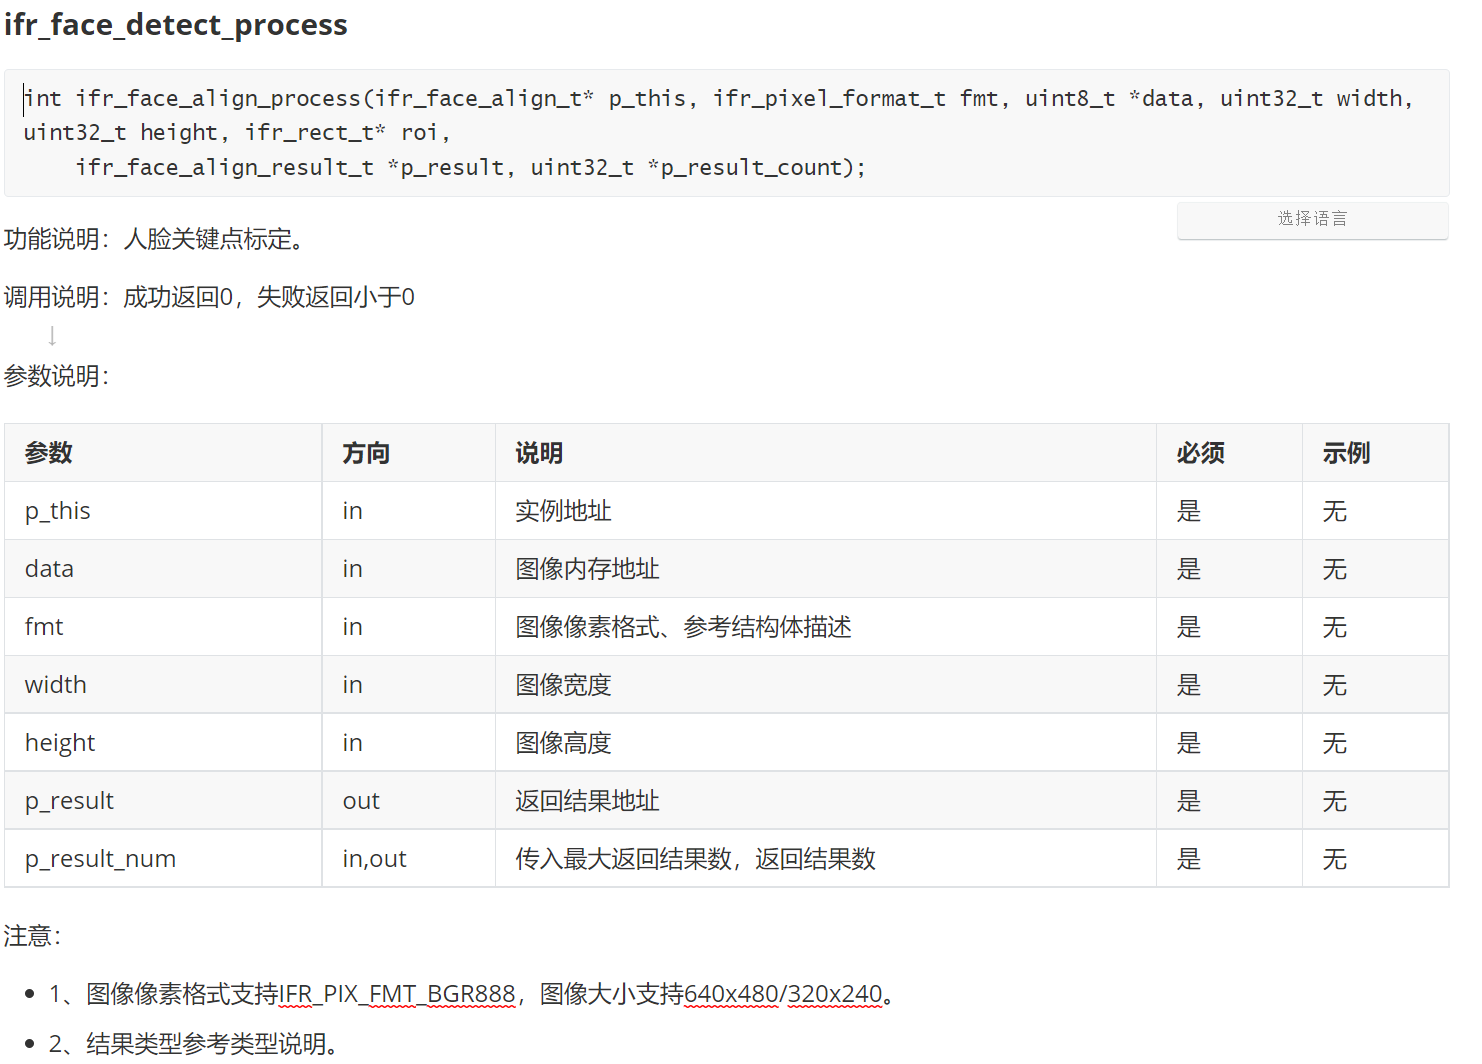 ifr_face_detect_process
int ifr_face_align_process(ifr_face_align_t* p_this, ifr_pixel_format_t fmt, uint8_t *data, uint32_t width,
uint32_t height, ifr_rect_t* roi,
ifr_face_align_result_t *p_result, uint32_t *p_result_count);
选择语言
功能说明：人脸关键点标定。
调用说明：成功返回0，失败返回小于0
↓
参数说明：
参数 方向 说明 必须 示例
p_this in 实例地址 是 无
data in 图像内存地址 是 无
fmt in 图像像素格式、参考结构体描述 是 无
width in 图像宽度 是 无
height in 图像高度 是 无
p_result out 返回结果地址 是 无
p_result_num in,out 传入最大返回结果数，返回结果数 是 无
注意：
• 1、图像像素格式支持IFR_PIX_FMT_BGR888，图像大小支持640x480/320x240。
• 2、结果类型参考类型说明。